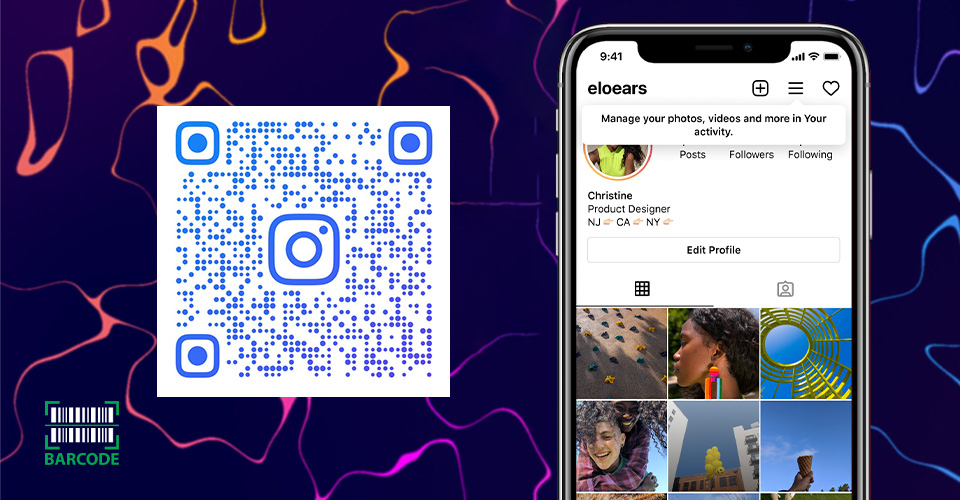 9:41
eloears
Manage your photos, videos and more in Your
activity.
Posts Followers Following
Christine
Product Designer
NJ 👉🏻 CA 👉🏻 NY 👉🏻
Edit Profile
BARCODE